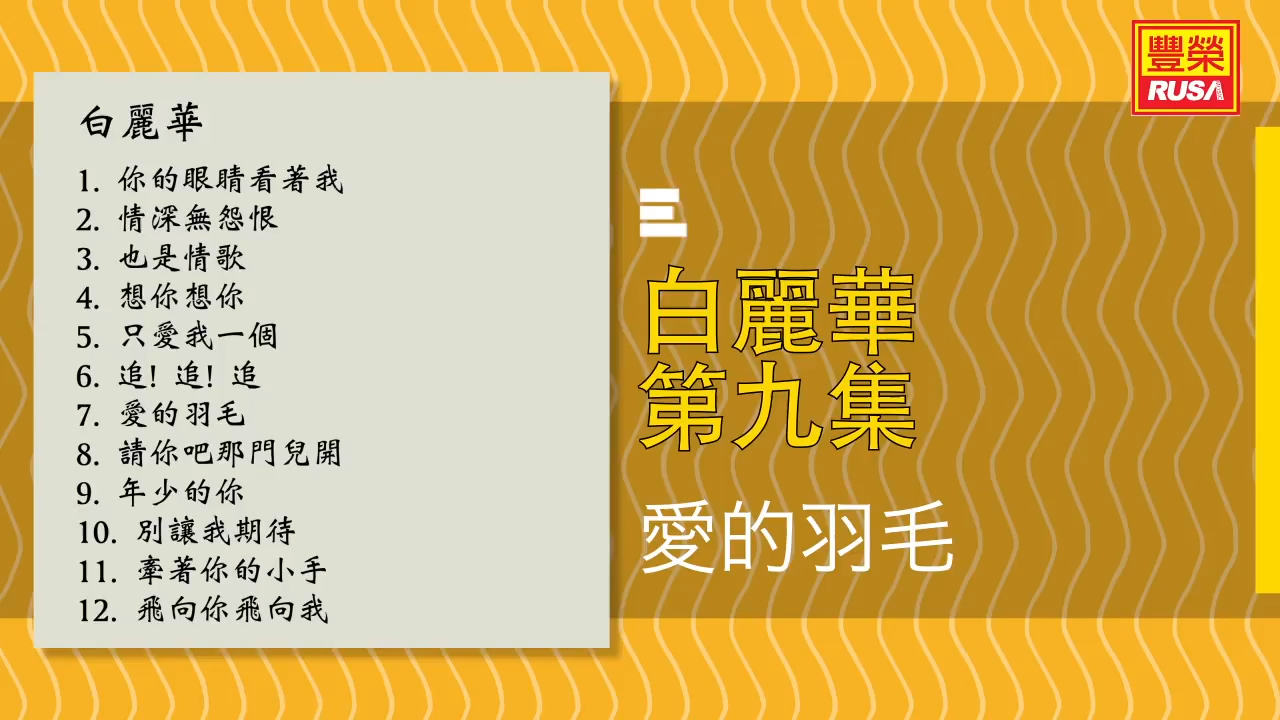 白麗華
1. 你的眼睛看著我
2. 情深無怨恨
3. 也是情歌
4. 想你想你
5. 只愛我一個
6. 追! 追! 追
7. 愛的羽毛
8. 請你吧那門兒開
9. 年少的你
10. 別讓我期待
11. 牽著你的小手
12. 飛向你飛向我
豐榮
RUSA
白麗華
第九集
愛的羽毛